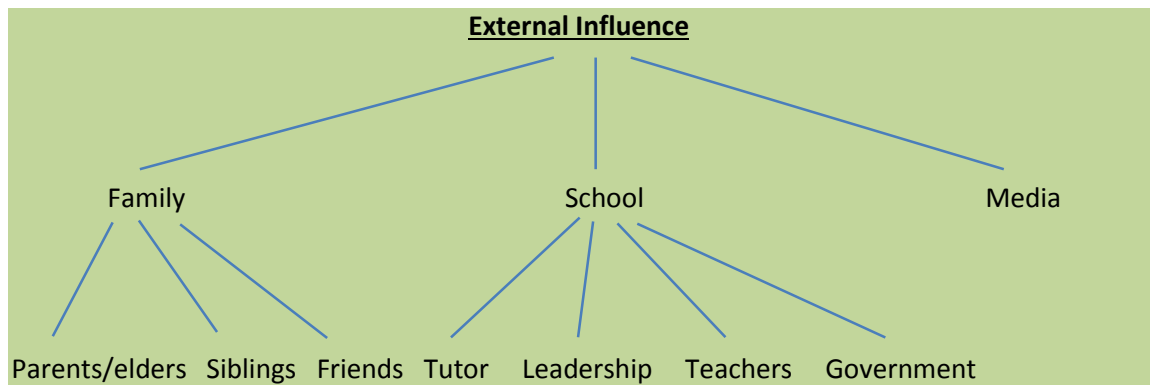 External Influence
Family School Media
Parents/elders Siblings Friends Tutor Leadership Teachers Government